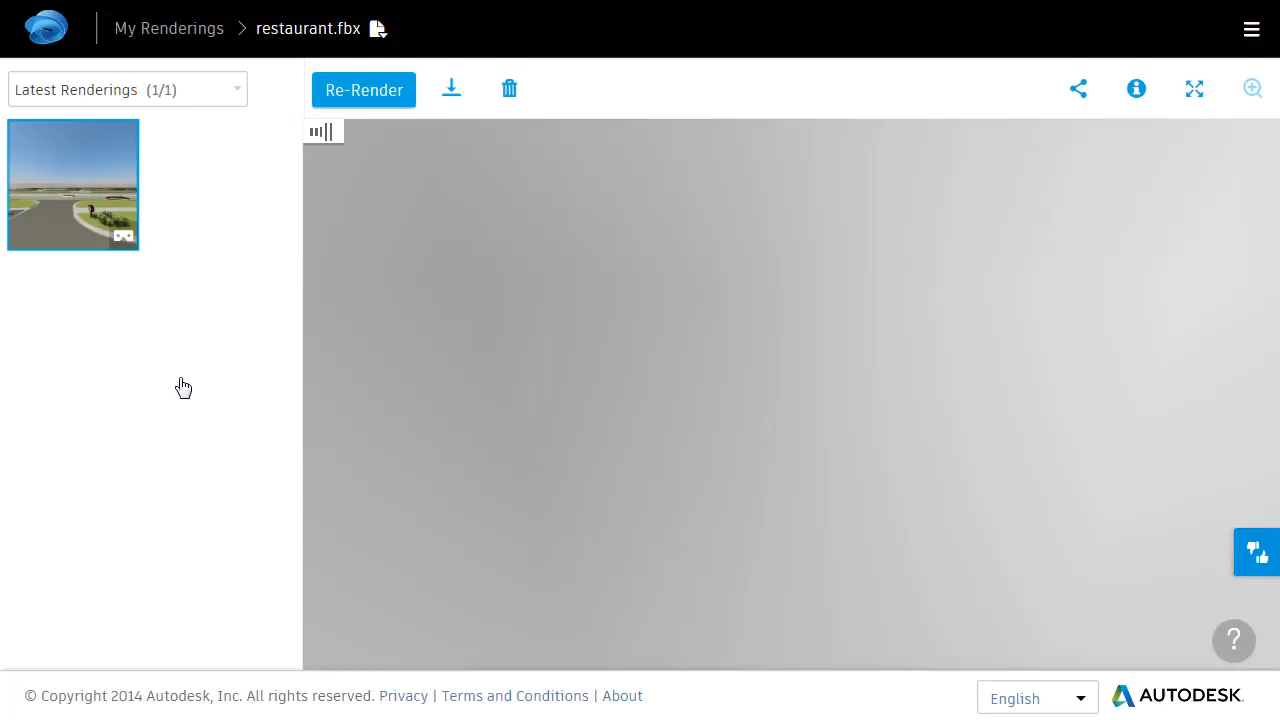 My Renderings > restaurant.fbx
Latest Renderings (1/1)
Re-Render
© Copyright 2014 Autodesk, Inc. All rights reserved. Privacy | Terms and Conditions | About
English
AUTODESK.